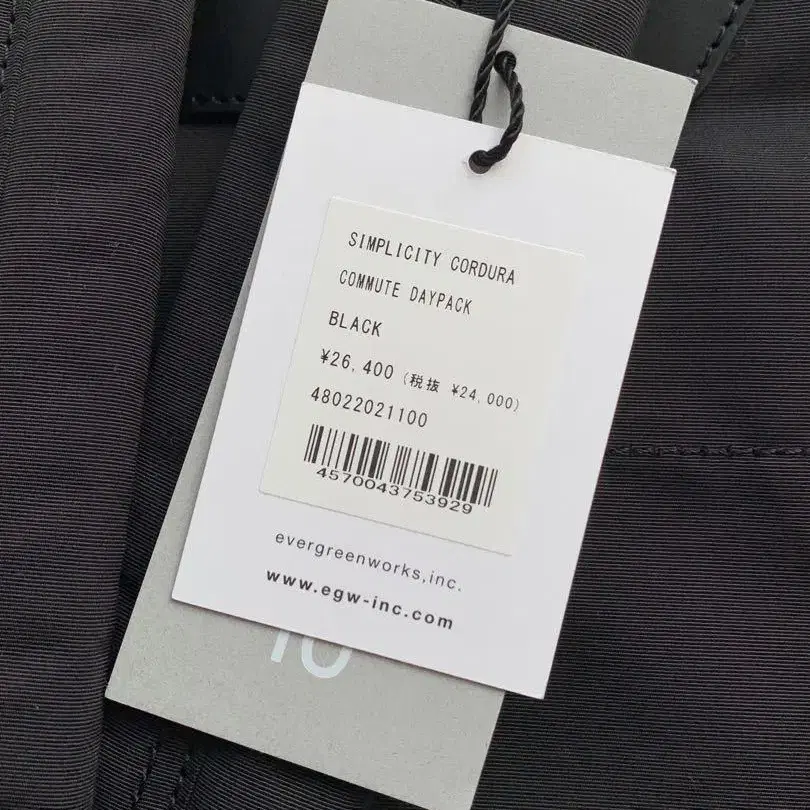 SIMPLICITY CORDURA
COMMUTE DAYPACK
BLACK
¥26,400 (税抜 ¥24,000)
48022021100
4570043753929
evergreenworks,inc.
www.egw-inc.com